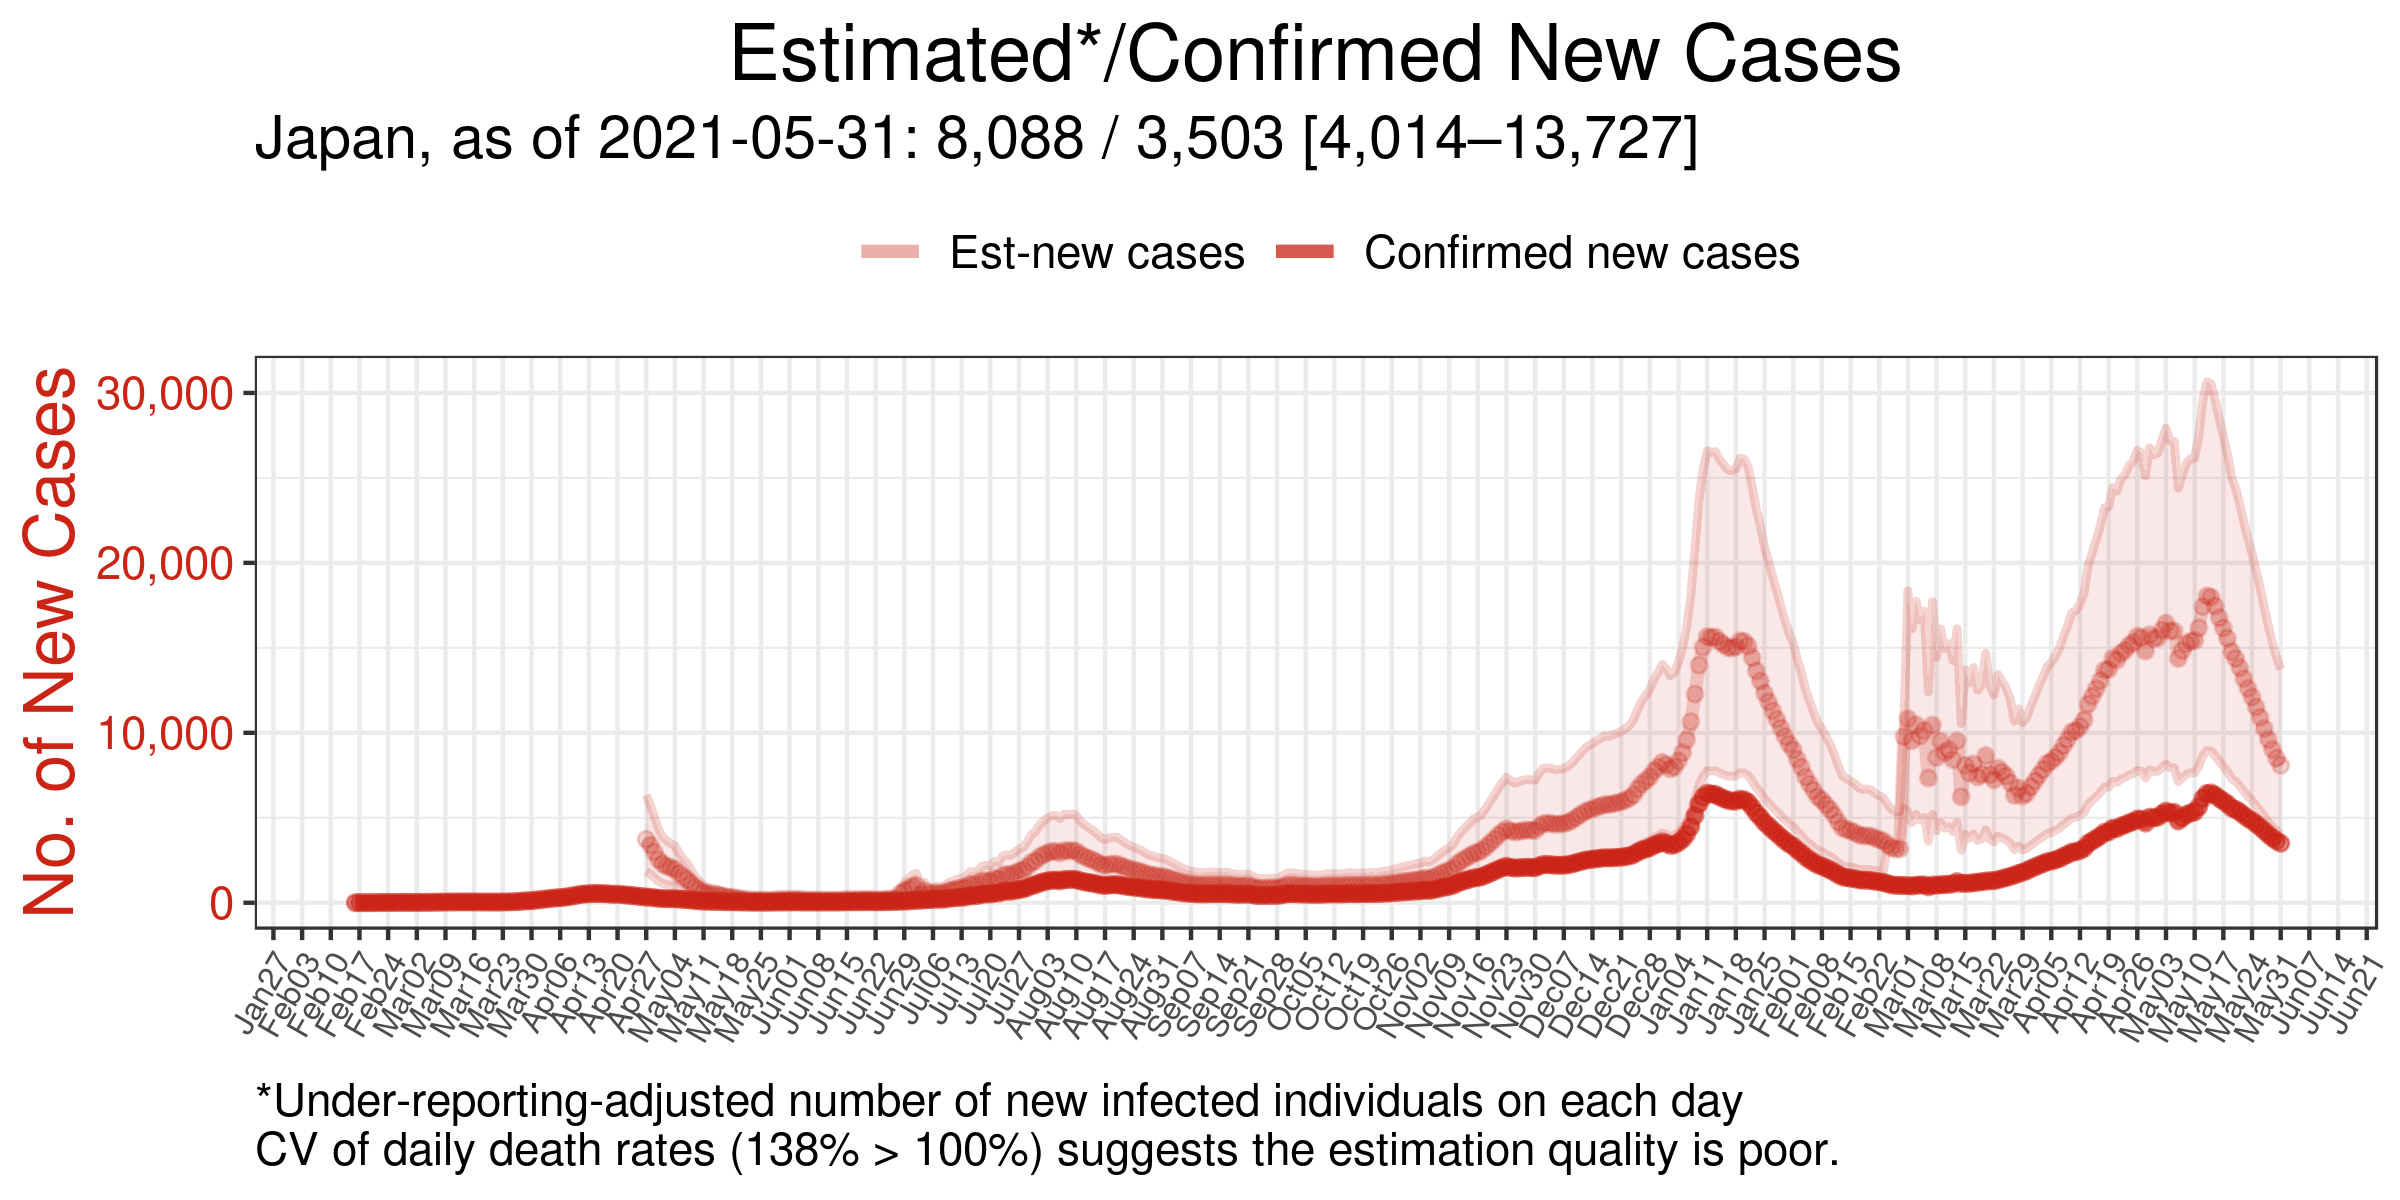 Estimated*/Confirmed New Cases
Japan, as of 2021-05-31: 8,088 / 3,503 [4,014–13,727]
Est-new cases
Confirmed new cases
No. of New Cases
30,000
20,000
10,000
0
Jan27
Feb03
Feb10
Feb17
Feb24
Mar02
Mar09
Mar16
Mar23
Mar30
Apr06
Apr13
Apr20
Apr27
May04
May11
May18
May25
Jun01
Jun08
Jun15
Jun22
Jun29
Jul06
Jul13
Jul20
Jul27
Aug03
Aug10
Aug17
Aug24
Aug31
Sep07
Sep14
Sep21
Sep28
Oct05
Oct12
Oct19
Oct26
Nov02
Nov09
Nov16
Nov23
Nov30
Dec07
Dec14
Dec21
Dec28
Jan04
Jan11
Jan18
Jan25
Feb01
Feb08
Feb15
Feb22
Mar01
Mar08
Mar15
Mar22
Mar29
Apr05
Apr12
Apr19
Apr26
May03
May10
May17
May24
May31
Jun07
Jun14
Jun21
*Under-reporting-adjusted number of new infected individuals on each day
CV of daily death rates (138% > 100%) suggests the estimation quality is poor.